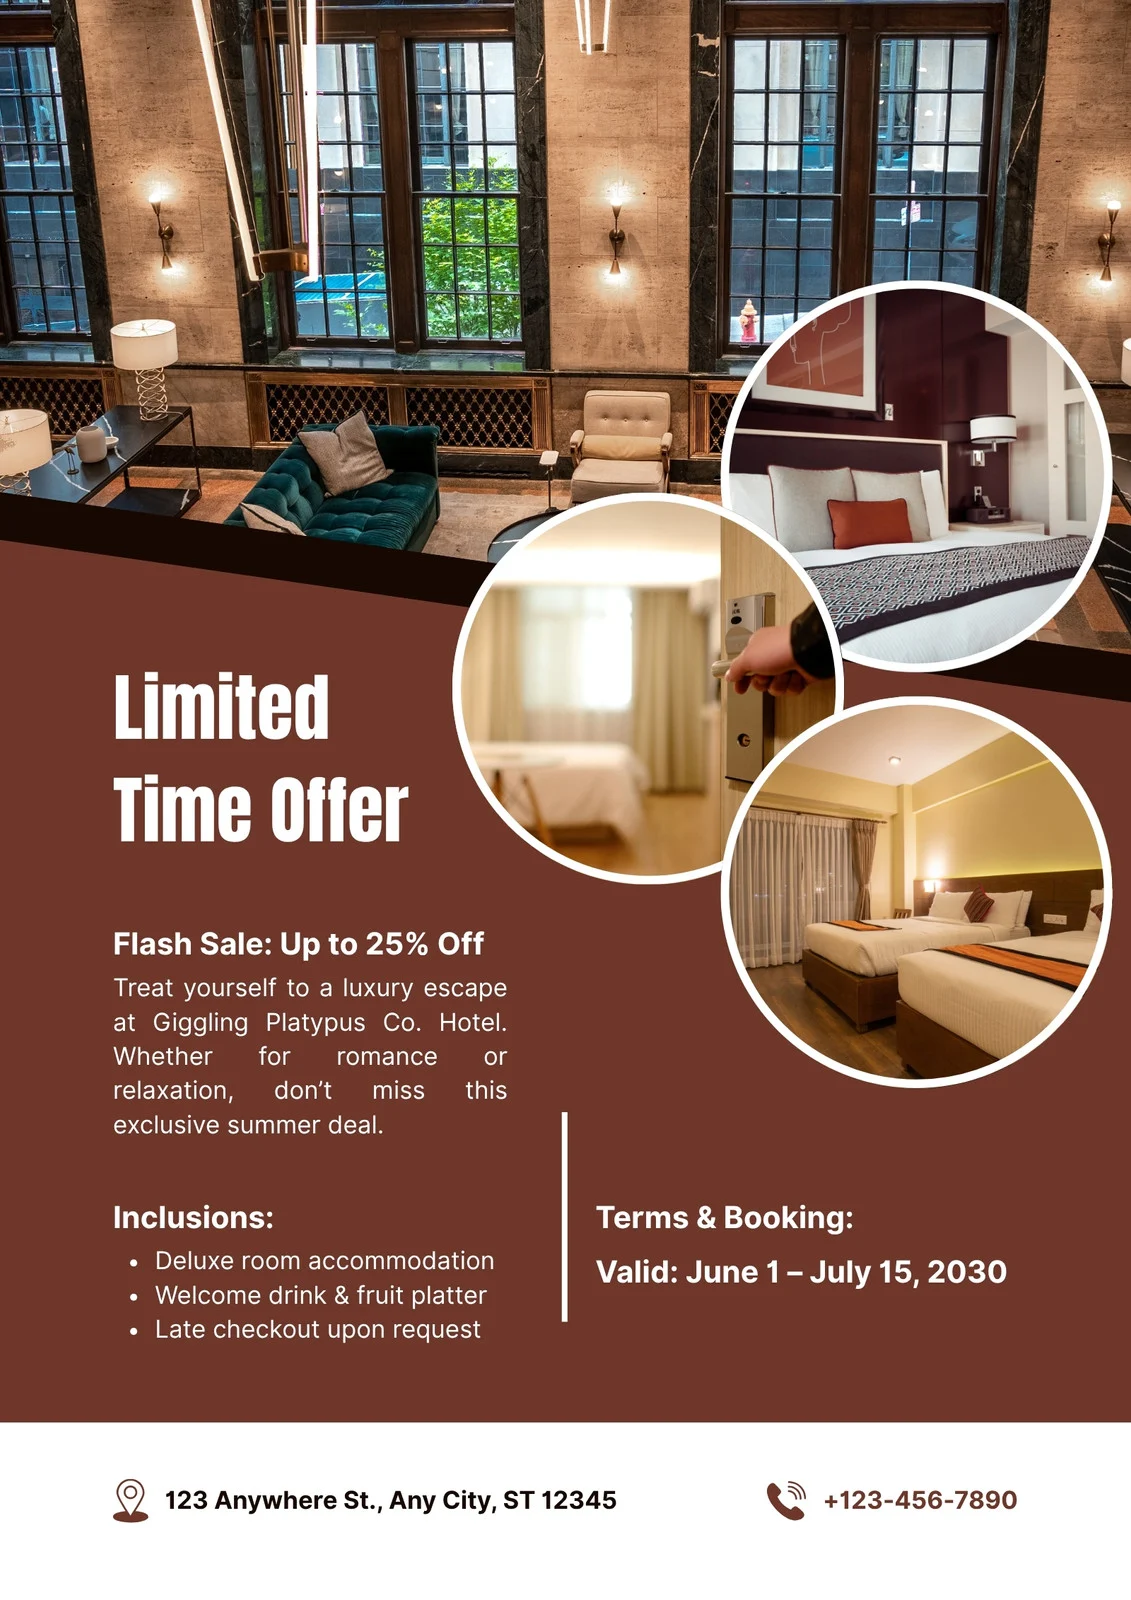 Limited
Time Offer
Flash Sale: Up to 25% Off
Treat yourself to a luxury escape
at Giggling Platypus Co. Hotel.
Whether for romance or
relaxation, don’t miss this
exclusive summer deal.
Inclusions:
• Deluxe room accommodation
• Welcome drink & fruit platter
• Late checkout upon request
Terms & Booking:
Valid: June 1 – July 15, 2030
123 Anywhere St., Any City, ST 12345
+123-456-7890